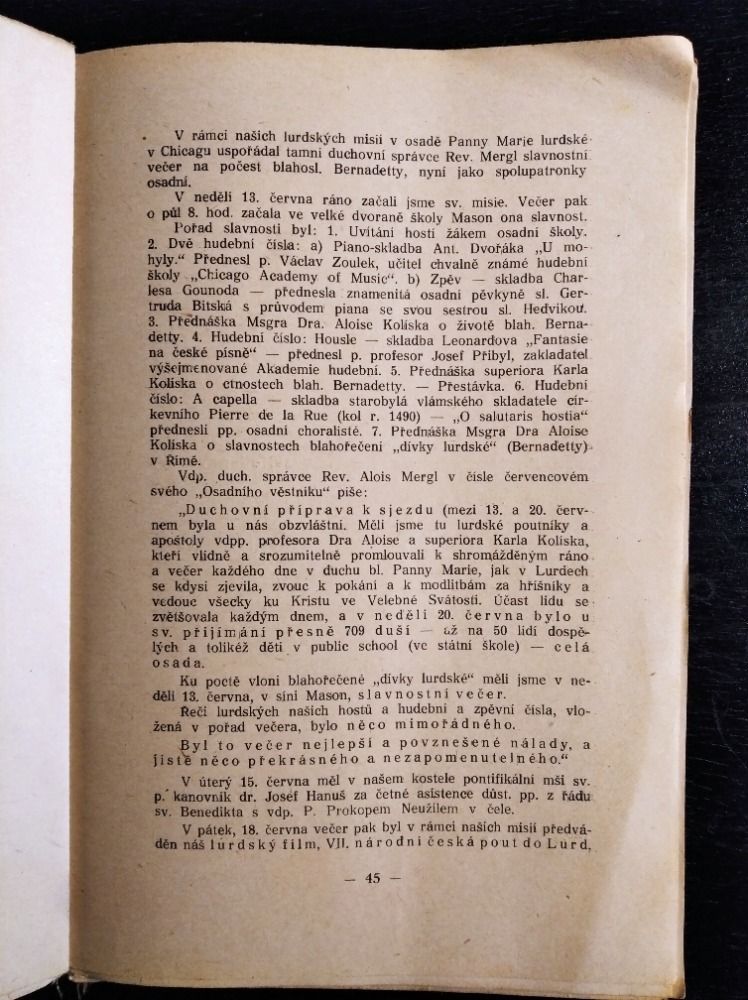 V rámci našich lurdských misií v osadě Panny Marie lurdské
v Chicagu uspořádal tamní duchovní správce Rev. Mergl slavnostní
večer na počest blahosl. Bernadetty, nyní jako spolupatronky
osadní.
V neděli 13. června ráno začali jsme sv. misie. Večer pak
o půl 8. hod. začala ve velké dvoraně školy Mason ona slavnost.
Pořad slavnosti byl: 1. Uvítání hostí žákem osadní školy.
2. Dvě hudební čísla: a) Piano-skladba Ant. Dvořáka „U mo-
hyly.“ Přednesl p. Václav Zoulek, učitel chvalně známé hudební
školy „Chicago Academy of Music“. b) Zpěv — skladba Char-
lesa Gounoda — přednesla znamenitá osadní pěvkyně sl. Ger-
truda Bitská s průvodem piana se svou sestrou sl. Hedvikou.
3. Přednáška Msgra Dra. Aloise Kolíska o životě blah. Berna-
detty. 4. Hudební číslo: Housle — skladba Leonardova „Fantasie
na české písně“ — přednesl p. profesor Josef Přibyl, zakladatel
výšejmenované Akademie hudební. 5. Přednáška superiora Karla
Kolíska o ctnostech blah. Bernadetty. — Přestávka. 6. Hudební
číslo: A capella — skladba starobylá vlámského skladatele cír-
kevního Pierre de la Rue (kol r. 1490) — „O salutaris hostia“
přednesli pp. osadní choralisté. 7. Přednáška Msgra Dra Aloise
Kolíska o slavnostech blahořečení „dívky lurdské“ (Bernadetty)
v Římě.
Vdp. duch. správce Rev. Alois Mergl v čísle červencovém
svého „Osadního věstníku“ píše:
„Duchovní příprava k sjezdu (mezi 13. a 20. červ-
nem byla u nás obzvláštní. Měli jsme tu lurdské poutníky a
apoštoly vdpp. profesora Dra Aloise a superiora Karla Kolíska,
kteří vlídně a srozumitelně promlouvali k shromážděným ráno
a večer každého dne v duchu bl. Panny Marie, jak v Lurdech
se kdysi zjevila, zvouc k pokání a k modlitbám za hříšníky a
vedouc všecky ku Kristu ve Velebné Svátosti. Účast lidu se
zvětšovala každým dnem, a v neděli 20. června bylo u
sv. přijímání přesně 709 duší — až na 50 lidí dospě-
lých a tolikéž dětí v public school (ve státní škole) — celá
osada.
Ku poctě vloni blahořečené „dívky lurdské“ měli jsme v ne-
děli 13. června, v síni Mason, slavnostní večer.
Řeči lurdských našich hostů a hudební a zpěvní čísla, vlo-
žená v pořad večera, bylo něco mimořádného.
Byl to večer nejlepší a povznešené nálady, a
jistě něco překrásného a nezapomenutelného.“
V úterý 15. června měl v našem kostele pontifikální mši sv.
p. kanovník dr. Josef Hanuš za četné asistence důst. pp. z řádu
sv. Benedikta s vdp. P. Prokopem Neužilem v čele.
V pátek, 18. června večer pak byl v rámci našich misií předvá-
děn náš lurdský film, VII. národní česká pout do Lurd,
— 45 —